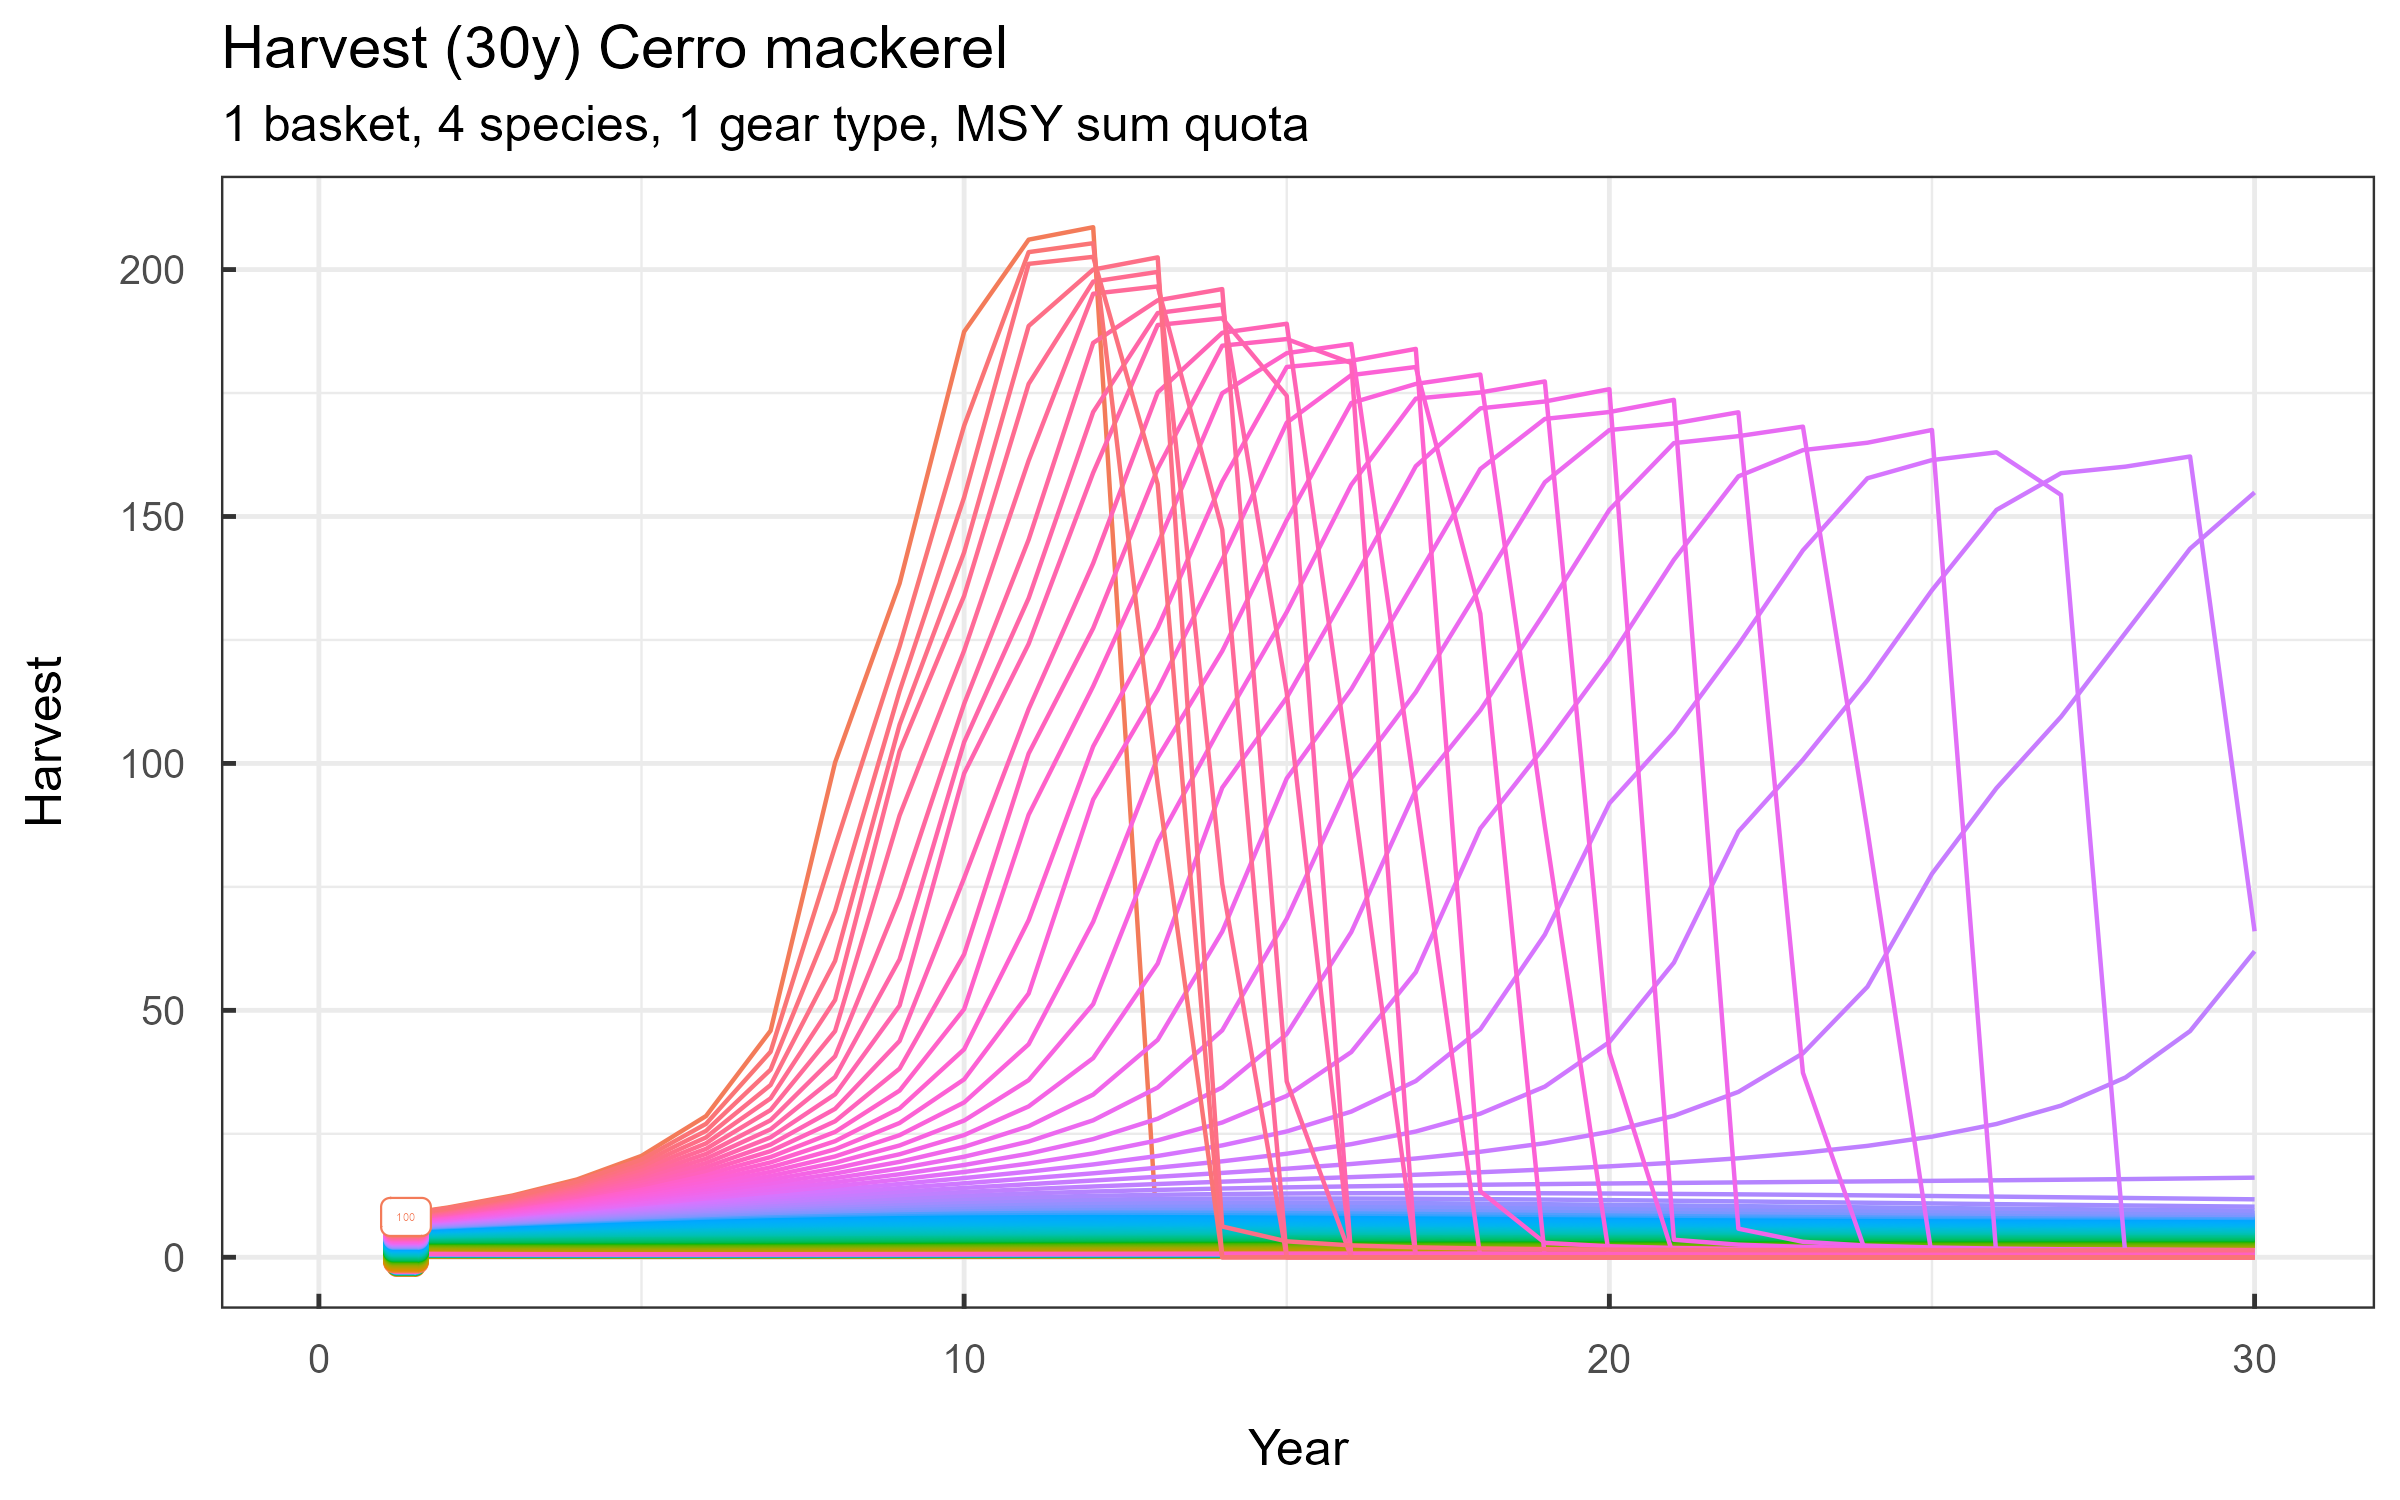 Harvest (30y) Cerro mackerel
1 basket, 4 species, 1 gear type, MSY sum quota
Harvest
200
150
100
50
0
100
0
10
20
30
Year